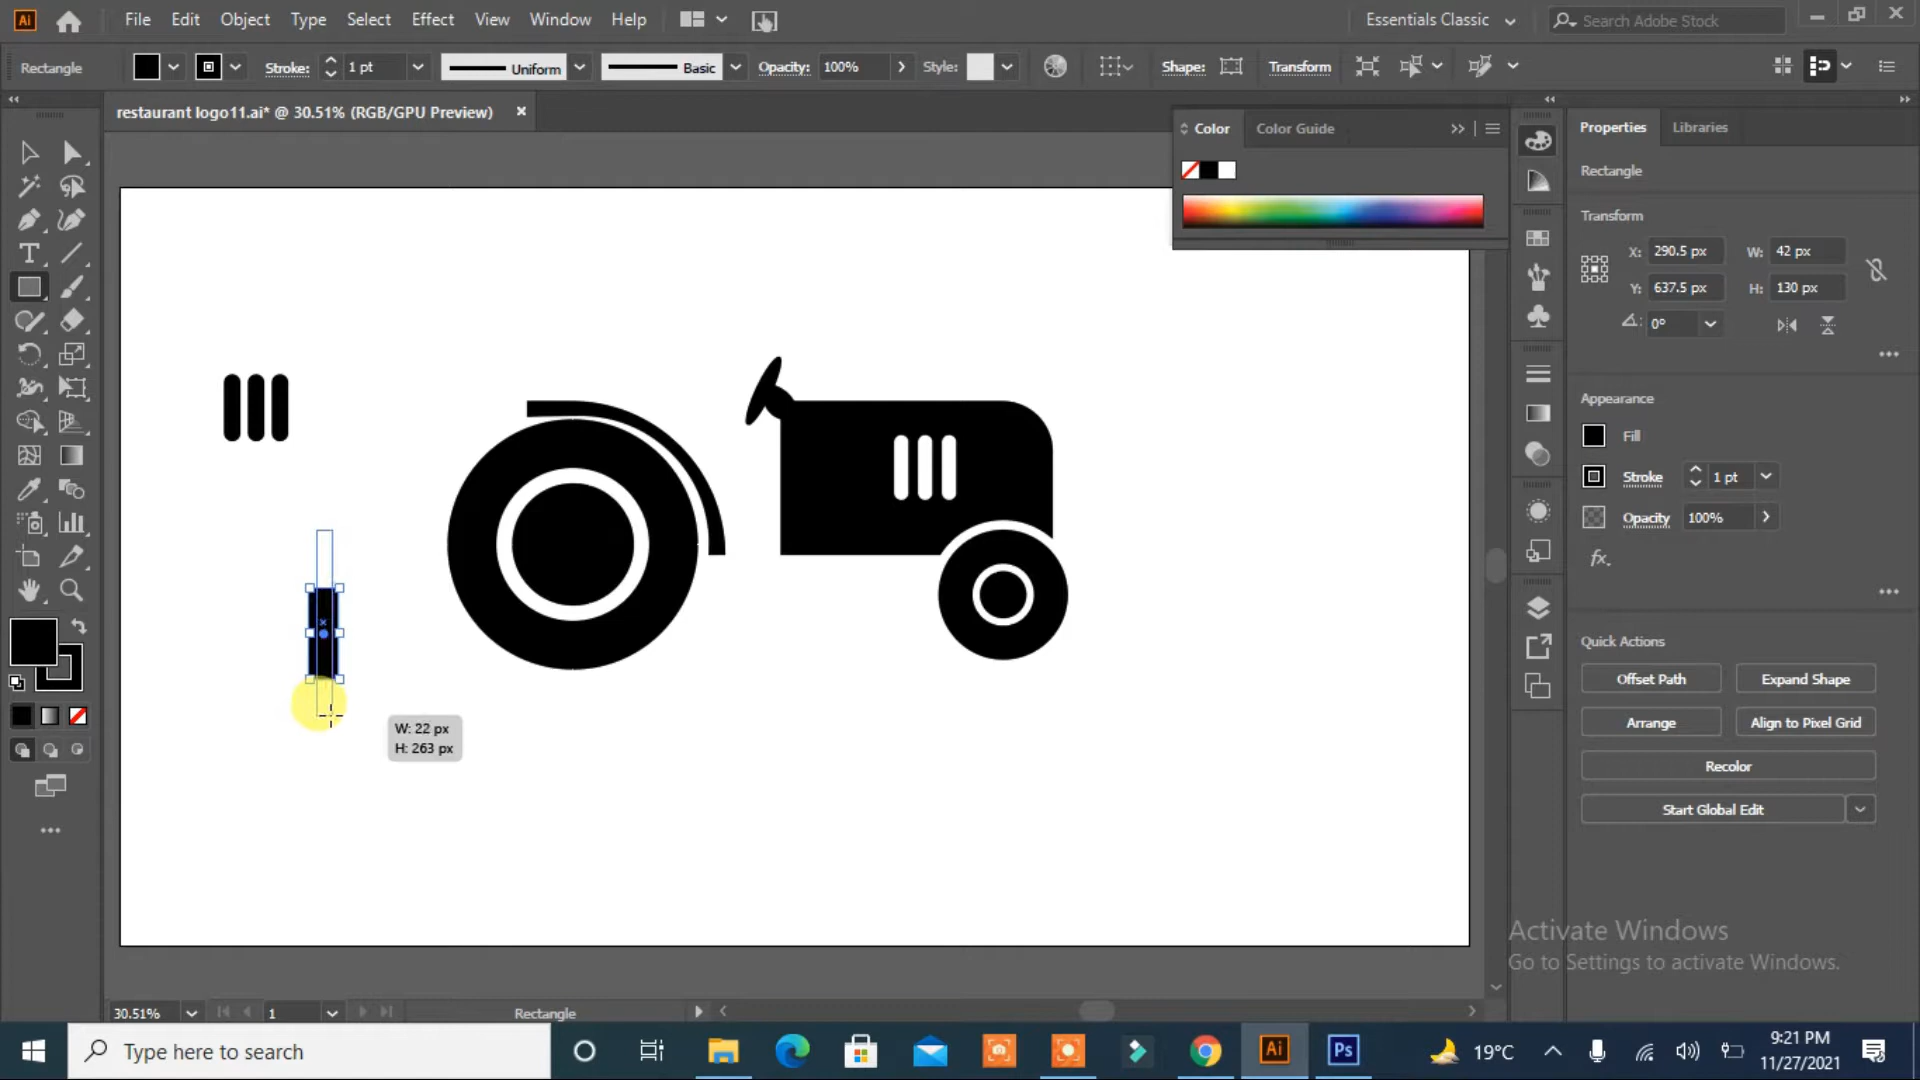 Ai File Edit Object Type Select Effect View Window Help Essentials Classic Search Adobe Stock
Rectangle Stroke: 1 pt Uniform Basic Opacity: 100% Style: Shape: Transform
restaurant logo11.ai* @ 30.51% (RGB/GPU Preview)
Color Color Guide
Properties Libraries
Rectangle
Transform
X: 290.5 px W: 42 px
Y: 637.5 px H: 130 px
0°
Appearance
Fill
Stroke 1 pt
Opacity 100%
fx.
Quick Actions
Offset Path Expand Shape
Arrange Align to Pixel Grid
Recolor
Start Global Edit
W: 22 px
H: 263 px
Activate Windows
Go to Settings to activate Windows.
30.51% 1 Rectangle
Type here to search
Ai Ps 19°C
9:21 PM
11/27/2021